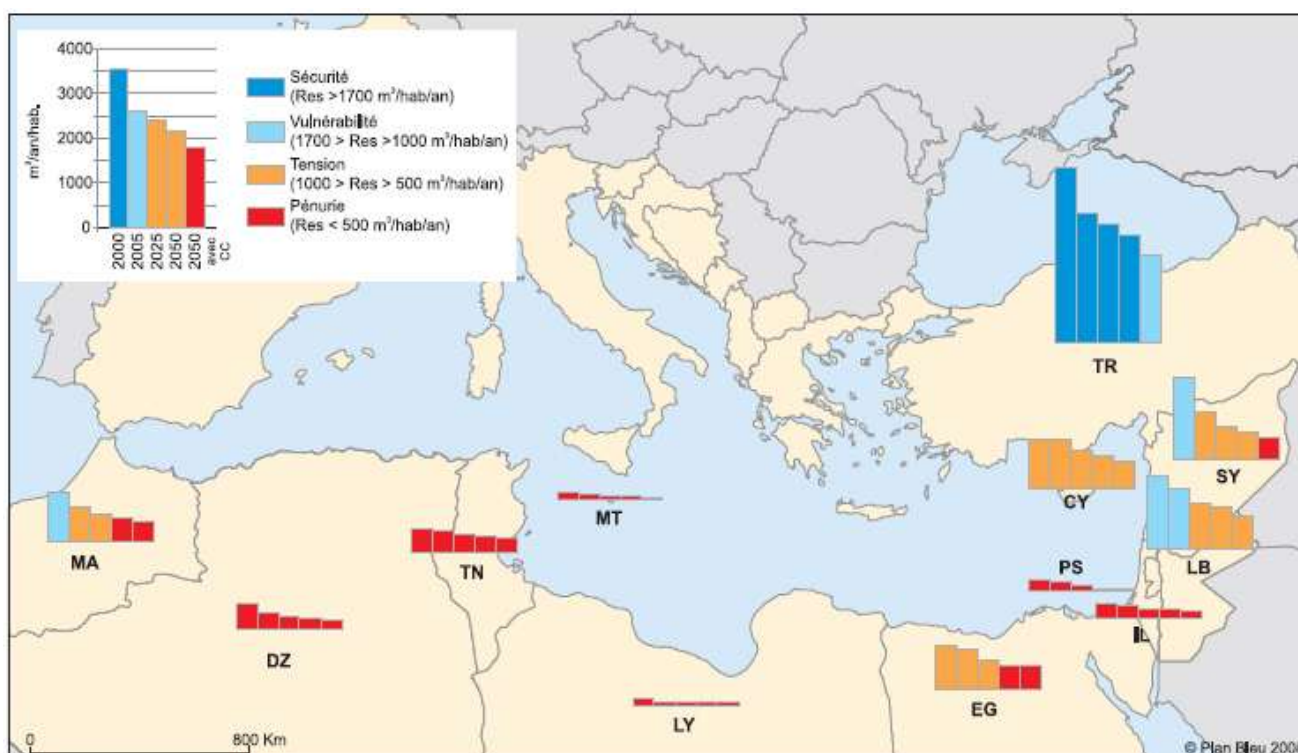 4000
3000
2000
1000
0
m³/an/hab.
2000
2005
2025
2050
2050
avec
CC
Sécurité
(Res >1700 m³/hab/an)
Vulnérabilité
(1700 > Res >1000 m³/hab/an)
Tension
(1000 > Res > 500 m³/hab/an)
Pénurie
(Res < 500 m³/hab/an)
TR
SY
CY
MT
MA
TN
PS
LB
IL
DZ
EG
LY
0
800 Km
© Plan Bleu